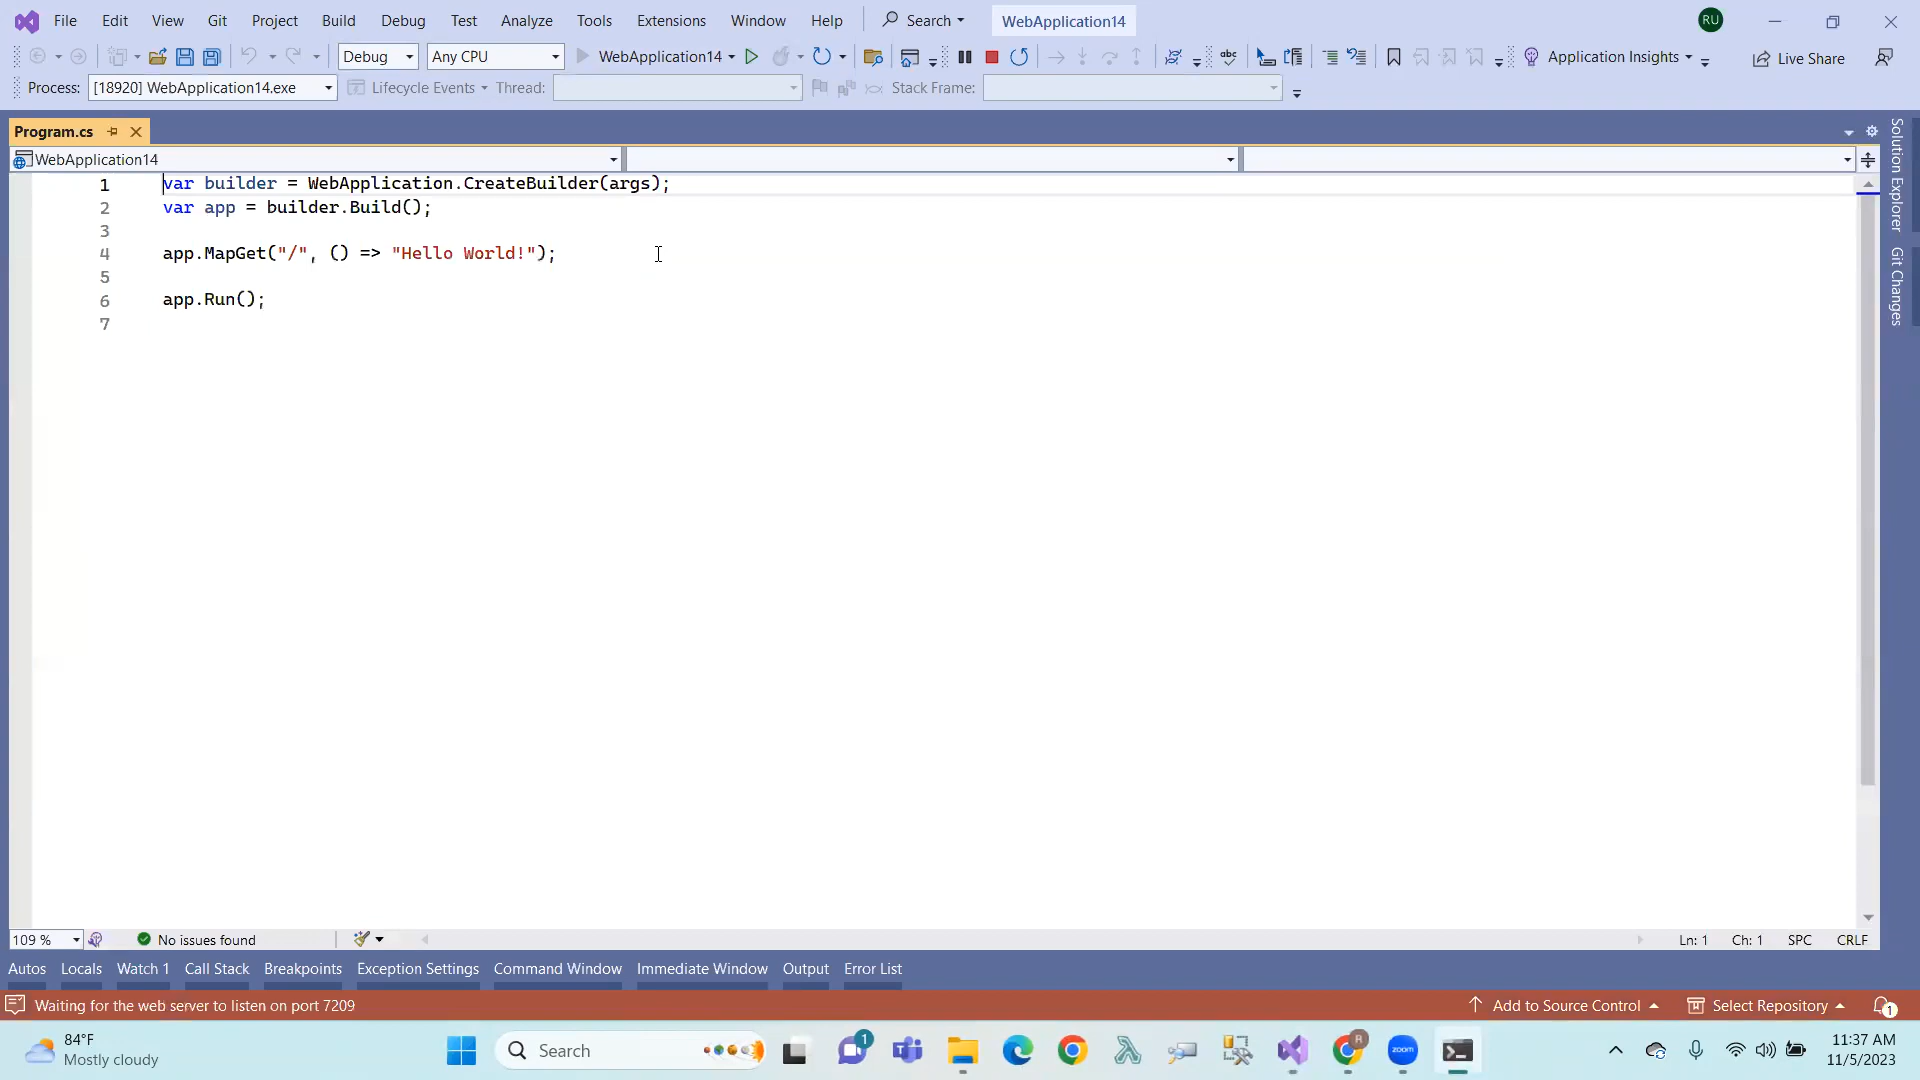 File Edit View Git Project Build Debug Test Analyze Tools Extensions Window Help Search WebApplication14 RU
Debug Any CPU WebApplication14 Application Insights Live Share
Process: [18920] WebApplication14.exe Lifecycle Events Thread: Stack Frame:
Program.cs
WebApplication14
1 var builder = WebApplication.CreateBuilder(args);
2 var app = builder.Build();
3
4 app.MapGet("/", () => "Hello World!");
5
6 app.Run();
7
Solution Explorer
Git Changes
109 % No issues found Ln: 1 Ch: 1 SPC CRLF
Autos Locals Watch 1 Call Stack Breakpoints Exception Settings Command Window Immediate Window Output Error List
Waiting for the web server to listen on port 7209 Add to Source Control Select Repository 1
84°F
Mostly cloudy
Search
1
R
zoom
11:37 AM
11/5/2023